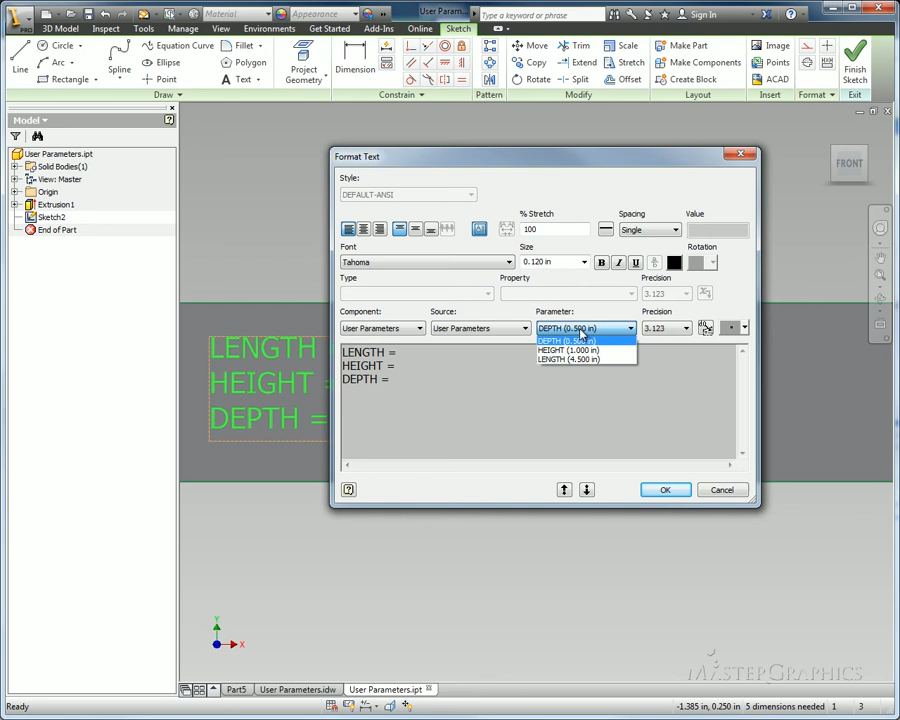 Material
Appearance
User Param...
Type a keyword or phrase
Sign In
PRO
3D Model
Inspect
Tools
Manage
View
Environments
Get Started
Add-Ins
Online
Sketch
Line
Circle
Arc
Rectangle
Spline
Equation Curve
Ellipse
Point
Fillet
Polygon
Text
Project
Geometry
Dimension
Move
Copy
Rotate
Trim
Extend
Split
Scale
Stretch
Offset
Make Part
Make Components
Create Block
Image
Points
ACAD
Finish
Sketch
Draw
Constrain
Pattern
Modify
Layout
Insert
Format
Exit
Model
User Parameters.ipt
Solid Bodies(1)
View: Master
Origin
Extrusion1
Sketch2
End of Part
FRONT
LENGTH
HEIGHT =
DEPTH =
Format Text
Style:
DEFAULT-ANSI
% Stretch
Spacing
Value
100
Single
Font
Size
Rotation
Tahoma
0.120 in
B I U
Type
Property
Precision
3.123
Component:
Source:
Parameter:
Precision
User Parameters
User Parameters
DEPTH (0.500 in)
3.123
DEPTH (0.500 in)
HEIGHT (1.000 in)
LENGTH (4.500 in)
LENGTH =
HEIGHT =
DEPTH =
OK
Cancel
Y
X
MASTERGRAPHICS
Part5
User Parameters.idw
User Parameters.ipt
Ready
-1.385 in, 0.250 in
5 dimensions needed
1
3